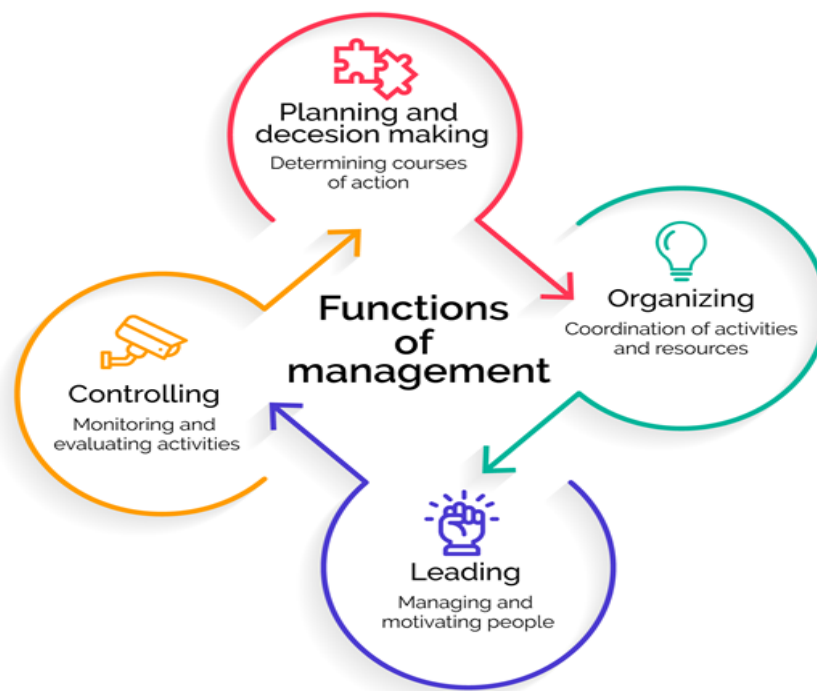 Planning and
decesion making
Determining courses
of action
Organizing
Coordination of activities
and resources
Functions
of
management
Controlling
Monitoring and
evaluating activities
Leading
Managing and
motivating people